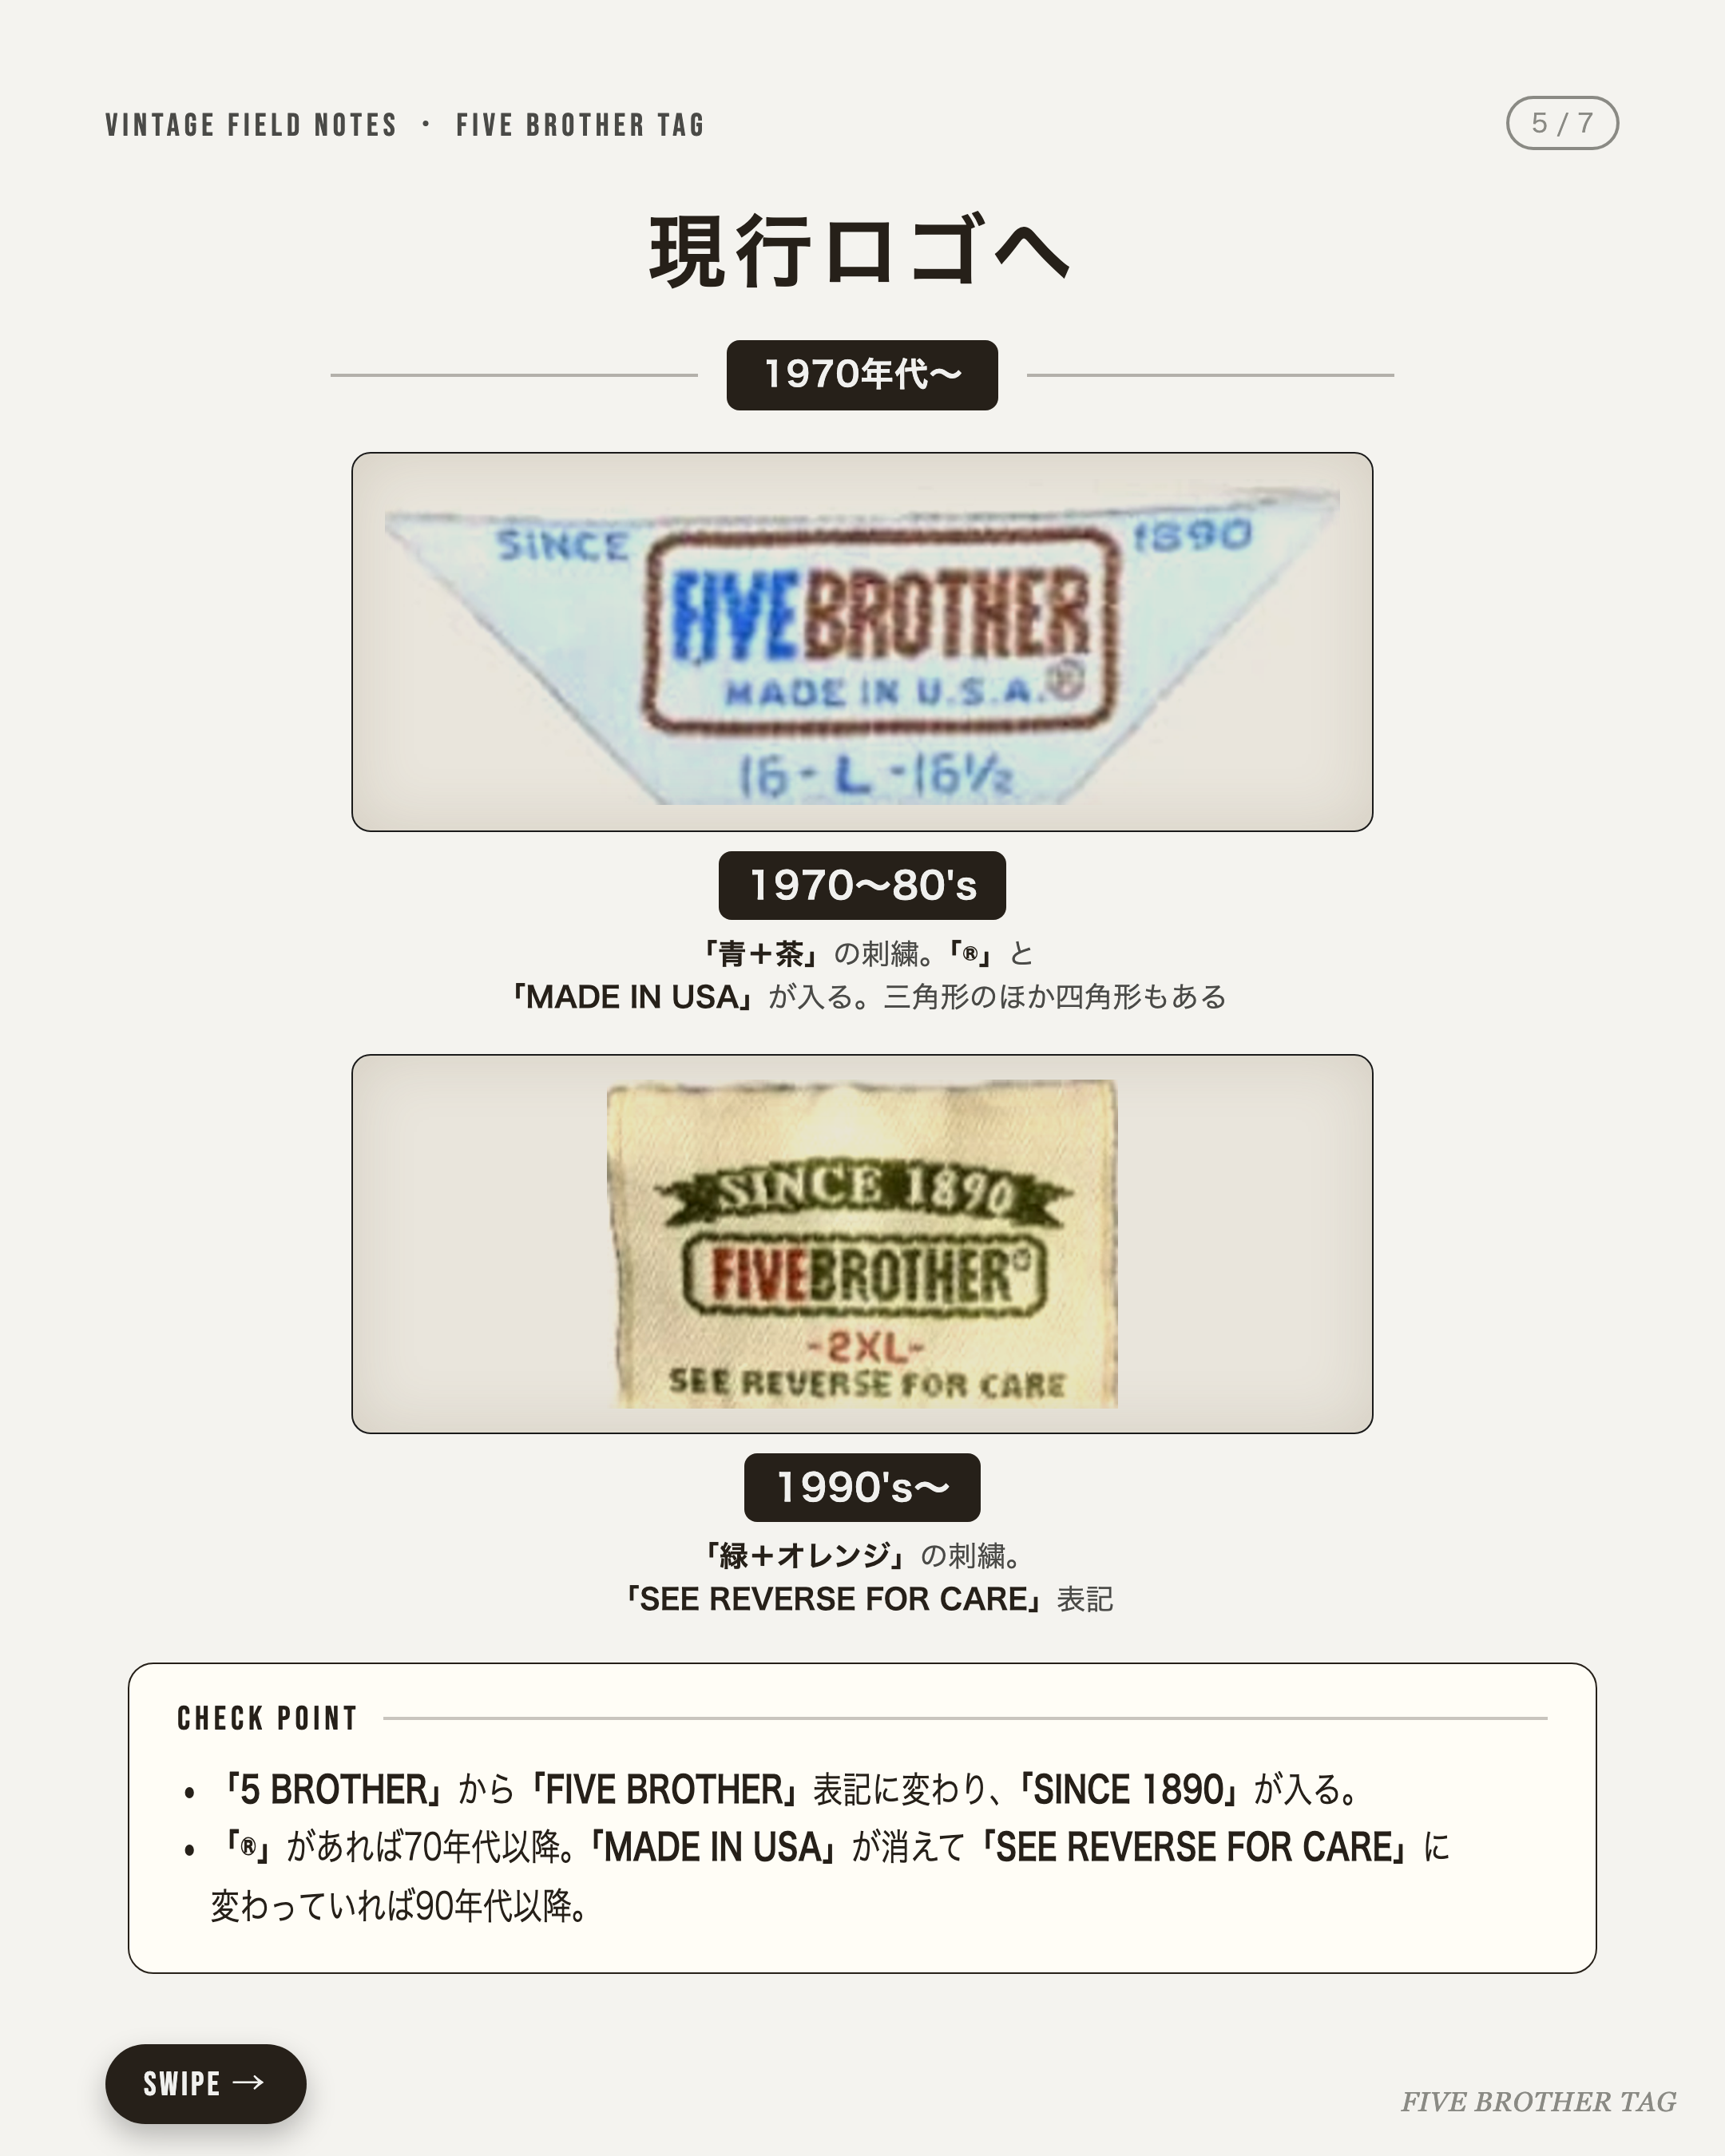 VINTAGE FIELD NOTES · FIVE BROTHER TAG
5 / 7
現行ロゴへ
1970年代〜
SINCE
1890
FIVEBROTHER
MADE IN U.S.A.®
16 - L - 16½
1970〜80's
「青＋茶」の刺繍。「®」と
「MADE IN USA」が入る。三角形のほか四角形もある
SINCE 1890
FIVEBROTHER®
-2XL-
SEE REVERSE FOR CARE
1990's〜
「緑＋オレンジ」の刺繍。
「SEE REVERSE FOR CARE」表記
CHECK POINT
• 「5 BROTHER」から「FIVE BROTHER」表記に変わり、「SINCE 1890」が入る。
• 「®」があれば70年代以降。「MADE IN USA」が消えて「SEE REVERSE FOR CARE」に
変わっていれば90年代以降。
SWIPE →
FIVE BROTHER TAG